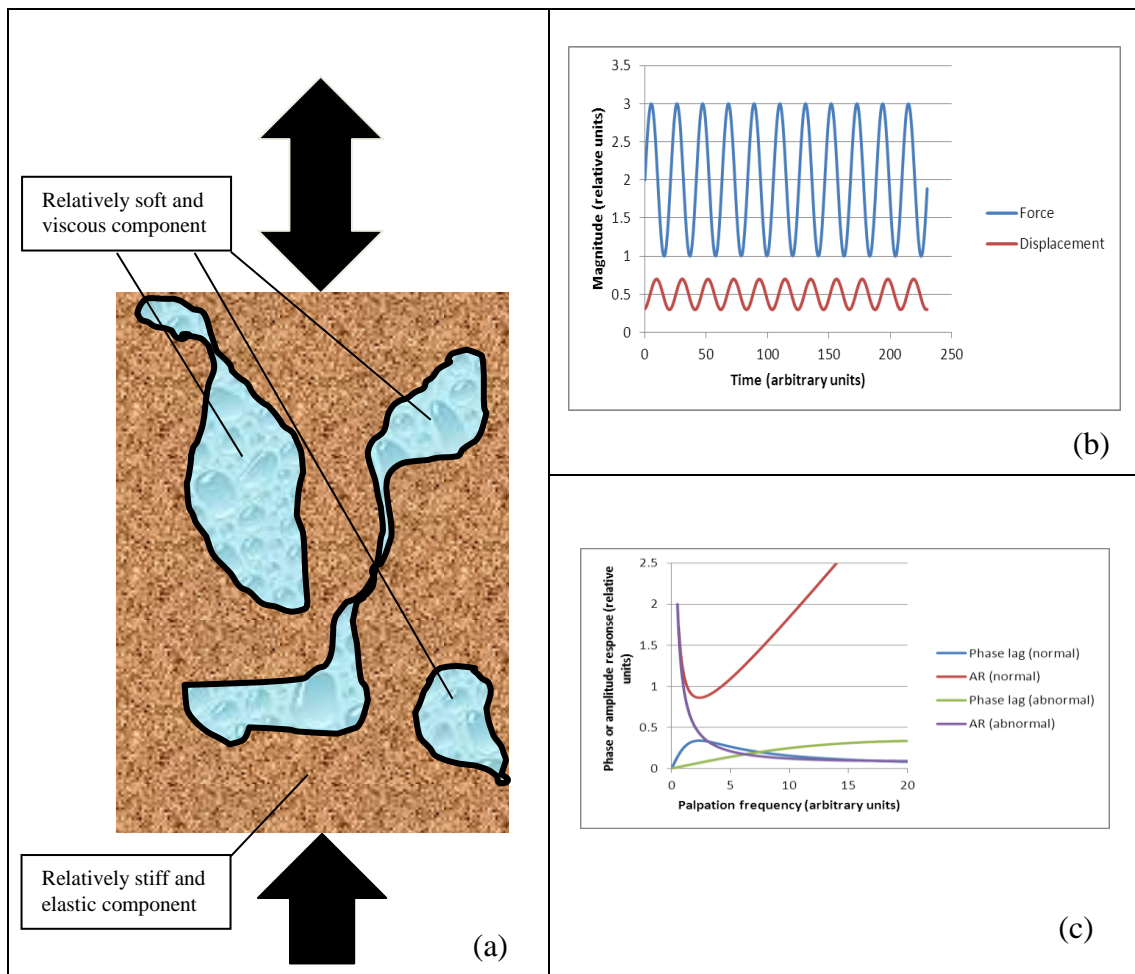 Relatively soft and
viscous component
Relatively stiff and
elastic component
(a)
Magnitude (relative units)
3.5
3
2.5
2
1.5
1
0.5
0
0
50
100
150
200
250
Time (arbitrary units)
Force
Displacement
(b)
Phase or amplitude response (relative
units)
2.5
2
1.5
1
0.5
0
0
5
10
15
20
Palpation frequency (arbitrary units)
Phase lag (normal)
AR (normal)
Phase lag (abnormal)
AR (abnormal)
(c)